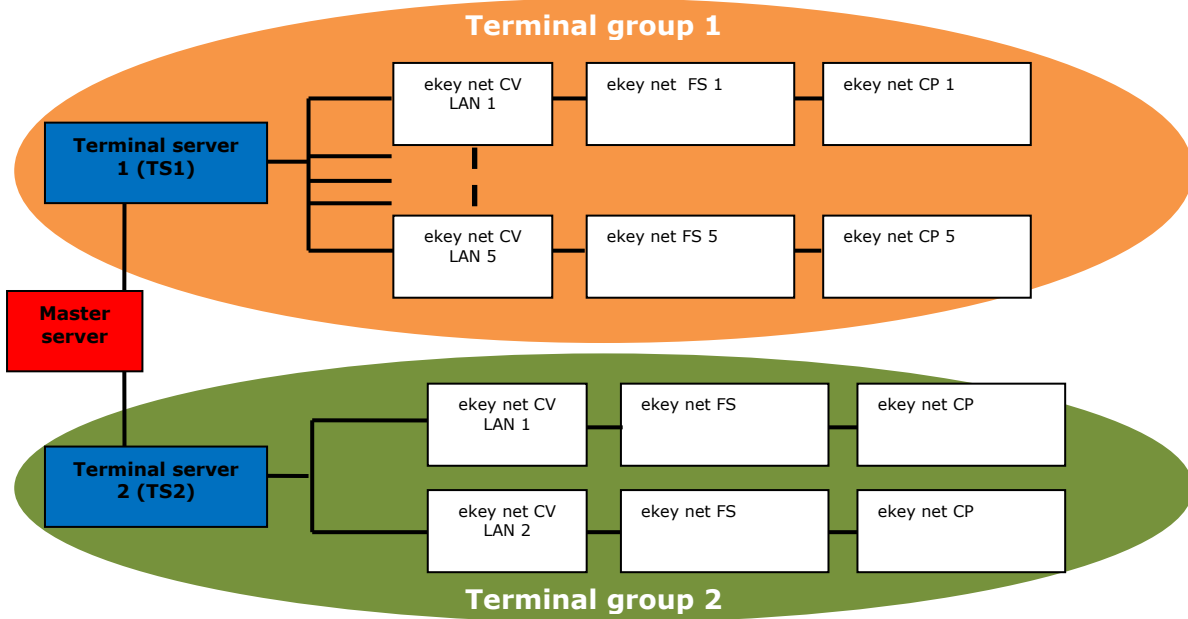 Terminal group 1
ekey net CV
LAN 1
ekey net  FS 1
ekey net CP 1
Terminal server
1 (TS1)
ekey net CV
LAN 5
ekey net FS 5
ekey net CP 5
Master
server
ekey net CV
LAN 1
ekey net FS
ekey net CP
Terminal server
2 (TS2)
ekey net CV
LAN 2
ekey net FS
ekey net CP
Terminal group 2